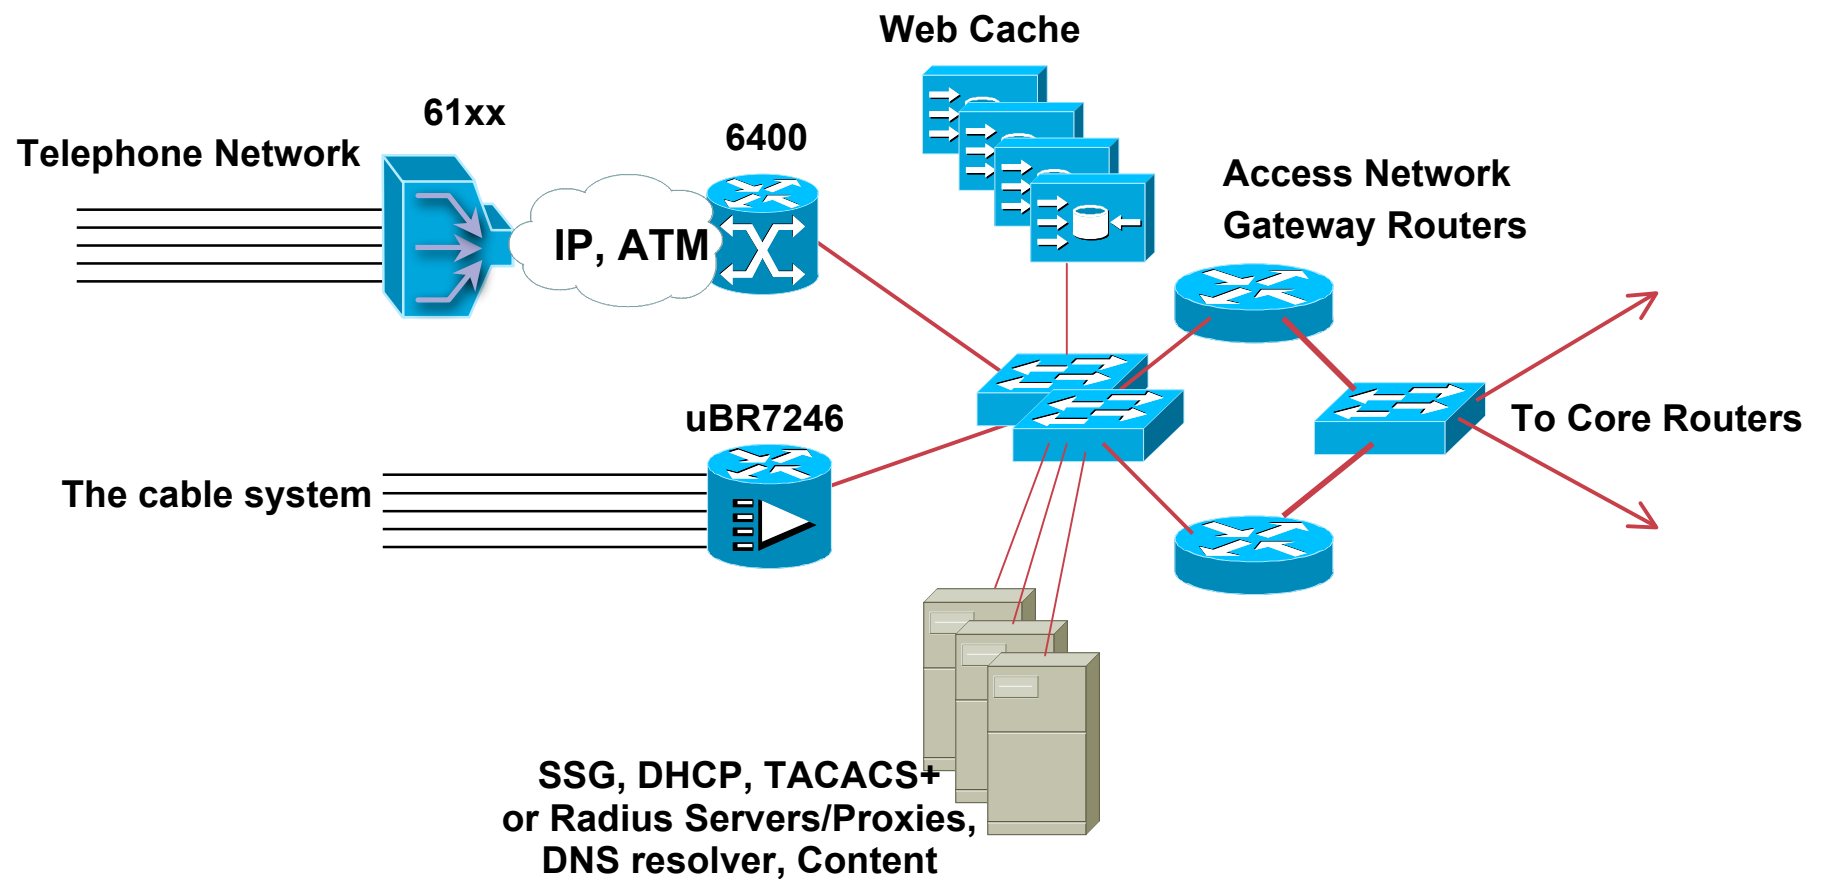 Web Cache
61xx
6400
Telephone Network
Access Network
Gateway Routers
IP, ATM
uBR7246
To Core Routers
The cable system
SSG, DHCP, TACACS+
or Radius Servers/Proxies,
DNS resolver, Content